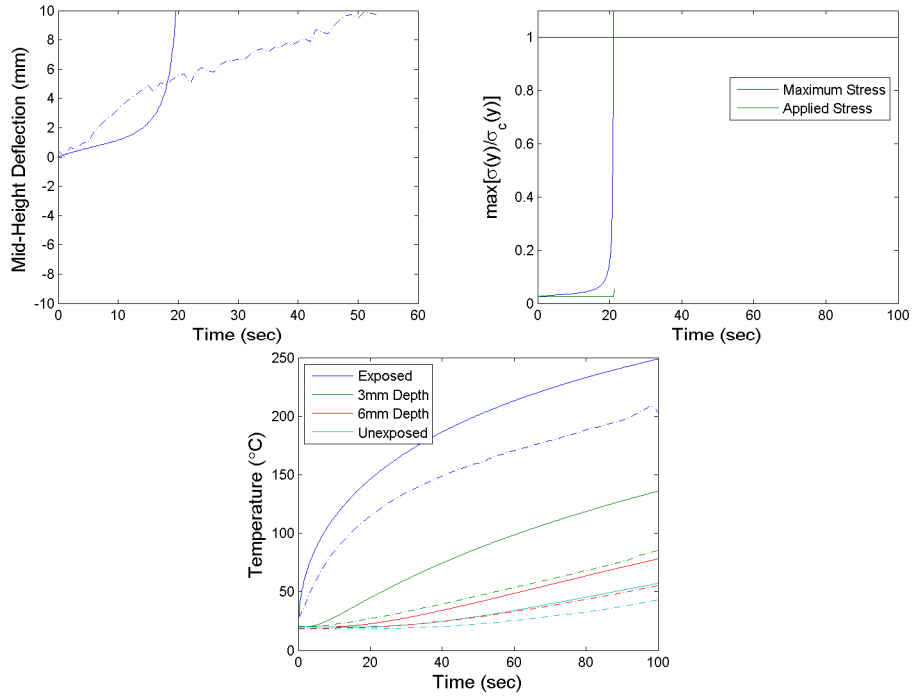 10
8
6
4
2
0
-2
-4
-6
-8
-10
Mid-Height Deflection (mm)
0 10 20 30 40 50 60
Time (sec)
1
0.8
0.6
0.4
0.2
0
max[σ(y)/σc(y)]
Maximum Stress
Applied Stress
0 20 40 60 80 100
Time (sec)
250
200
150
100
50
0
Temperature (°C)
Exposed
3mm Depth
6mm Depth
Unexposed
0 20 40 60 80 100
Time (sec)